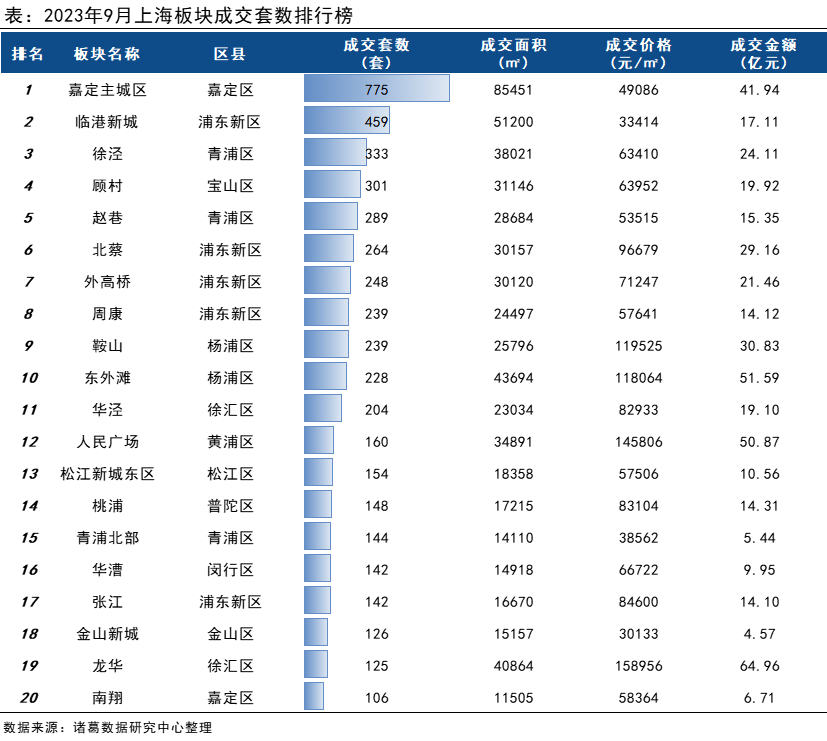 表：2023年9月上海板块成交套数排行榜
排名 板块名称 区县 成交套数（套） 成交面积（㎡） 成交价格（元/㎡） 成交金额（亿元）
1 嘉定主城区 嘉定区 775 85451 49086 41.94
2 临港新城 浦东新区 459 51200 33414 17.11
3 徐泾 青浦区 333 38021 63410 24.11
4 顾村 宝山区 301 31146 63952 19.92
5 赵巷 青浦区 289 28684 53515 15.35
6 北蔡 浦东新区 264 30157 96679 29.16
7 外高桥 浦东新区 248 30120 71247 21.46
8 周康 浦东新区 239 24497 57641 14.12
9 鞍山 杨浦区 239 25796 119525 30.83
10 东外滩 杨浦区 228 43694 118064 51.59
11 华泾 徐汇区 204 23034 82933 19.10
12 人民广场 黄浦区 160 34891 145806 50.87
13 松江新城东区 松江区 154 18358 57506 10.56
14 桃浦 普陀区 148 17215 83104 14.31
15 青浦北部 青浦区 144 14110 38562 5.44
16 华漕 闵行区 142 14918 66722 9.95
17 张江 浦东新区 142 16670 84600 14.10
18 金山新城 金山区 126 15157 30133 4.57
19 龙华 徐汇区 125 40864 158956 64.96
20 南翔 嘉定区 106 11505 58364 6.71
数据来源：诸葛数据研究中心整理